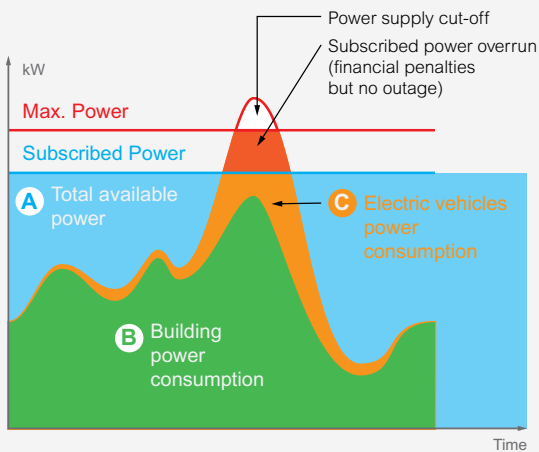 Power supply cut-off
Subscribed power overrun
(financial penalties
but no outage)
kW
Max. Power
Subscribed Power
A Total available
power
C Electric vehicles
power
consumption
B Building
power
consumption
Time